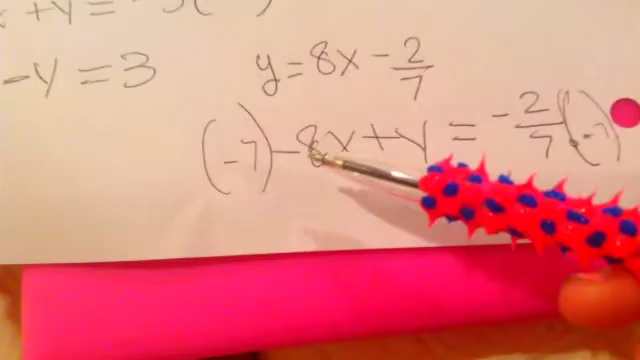 +y=
-y=3
y=8x-2/7
(-7)-8x+y=-2/7(-7)